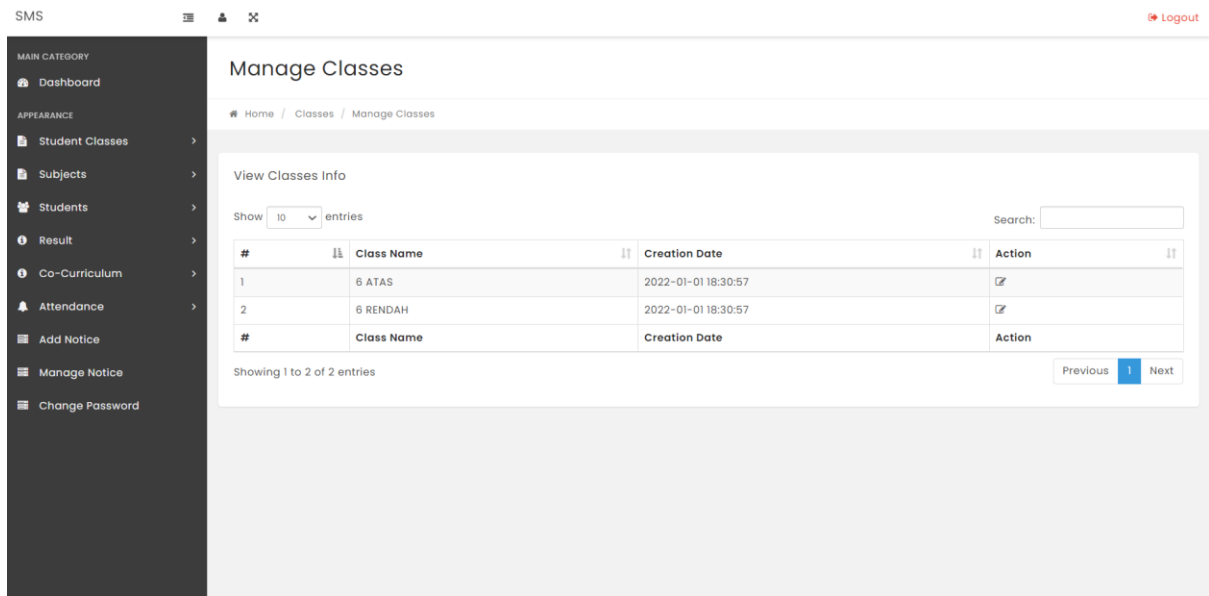 SMS
Logout
MAIN CATEGORY
Dashboard
APPEARANCE
Student Classes
Subjects
Students
Result
Co-Curriculum
Attendance
Add Notice
Manage Notice
Change Password
Manage Classes
Home / Classes / Manage Classes
View Classes Info
Show 10 entries
Search:
# Class Name Creation Date Action
1 6 ATAS 2022-01-01 18:30:57
2 6 RENDAH 2022-01-01 18:30:57
# Class Name Creation Date Action
Showing 1 to 2 of 2 entries
Previous 1 Next